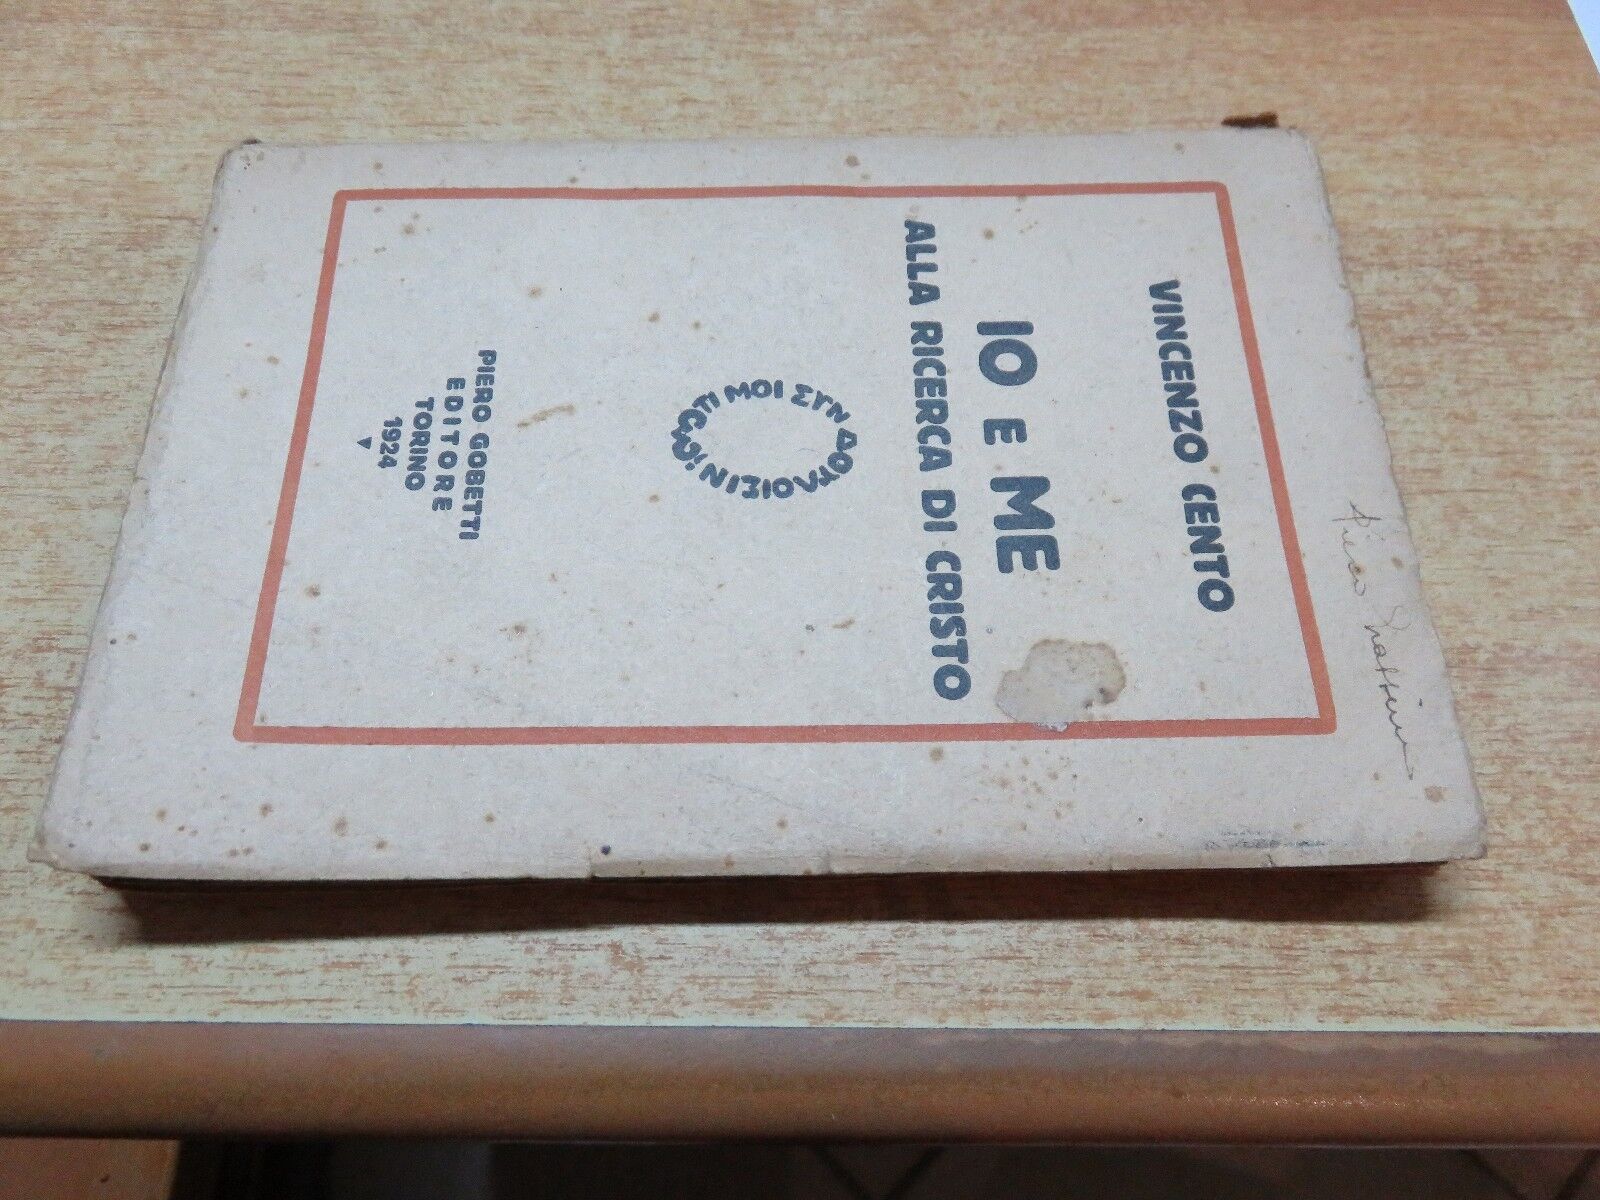 VINCENZO CENTO
IO E ME
ALLA RICERCA DI CRISTO
ΤΙ ΜΟΙ ΣΥΝ ΔΟΥΛΟΙΣΙΝ
PIERO GOBETTI
EDITORE
TORINO
1924